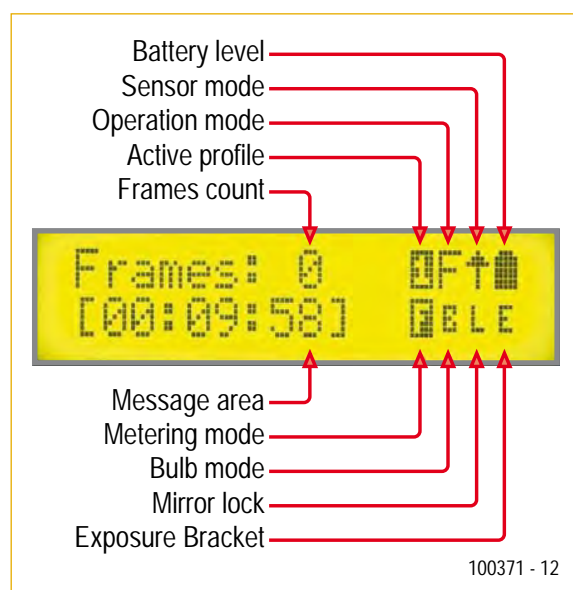 Battery level
Sensor mode
Operation mode
Active profile
Frames count
Frames: 0 F
[00:09:58] B L E
Message area
Metering mode
Bulb mode
Mirror lock
Exposure Bracket
100371 - 12